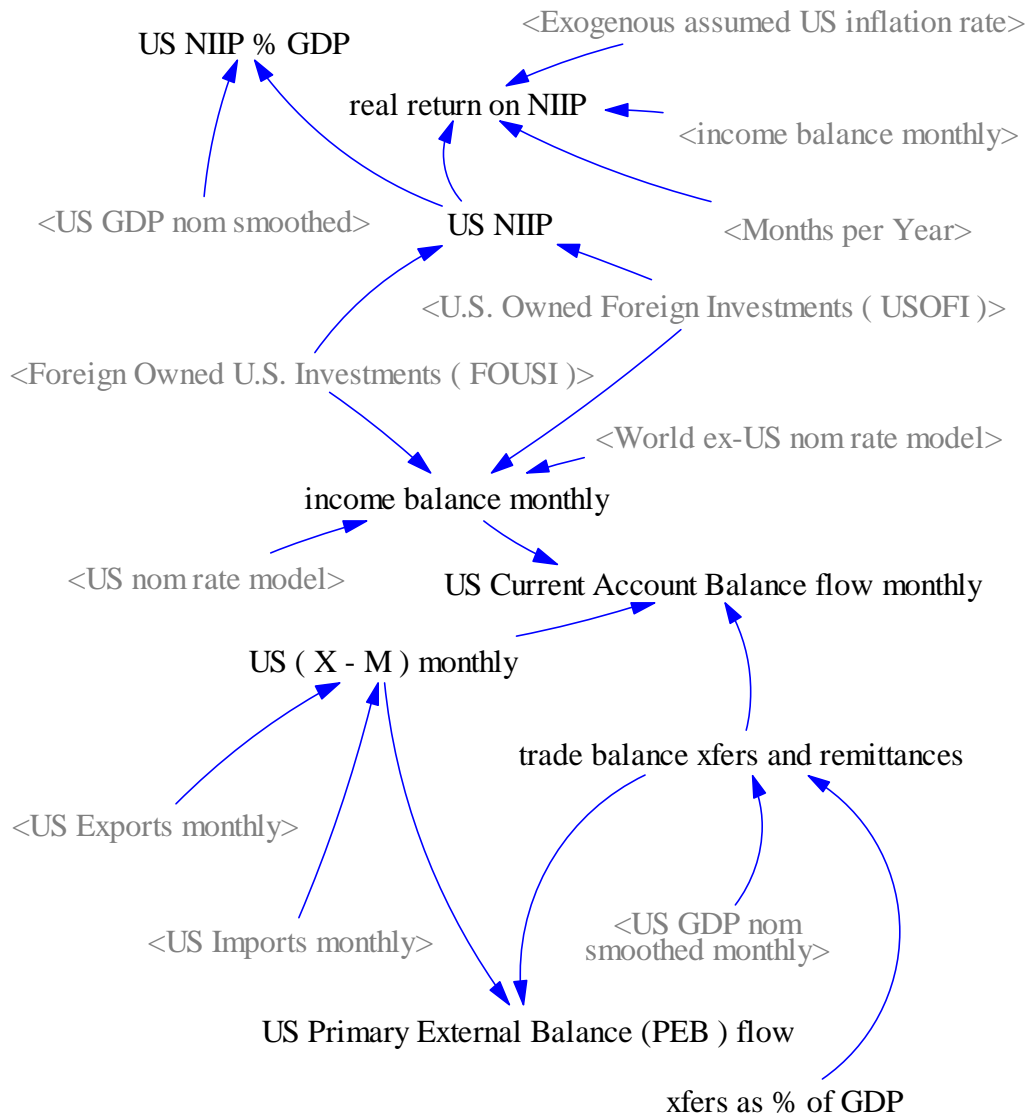 <Exogenous assumed US inflation rate>
US NIIP % GDP
real return on NIIP
<income balance monthly>
<US GDP nom smoothed>
US NIIP
<Months per Year>
<U.S. Owned Foreign Investments ( USOFI )>
<Foreign Owned U.S. Investments ( FOUSI )>
<World ex-US nom rate model>
income balance monthly
<US nom rate model>
US Current Account Balance flow monthly
US ( X - M ) monthly
trade balance xfers and remittances
<US Exports monthly>
<US Imports monthly>
<US GDP nom
smoothed monthly>
US Primary External Balance (PEB ) flow
xfers as % of GDP